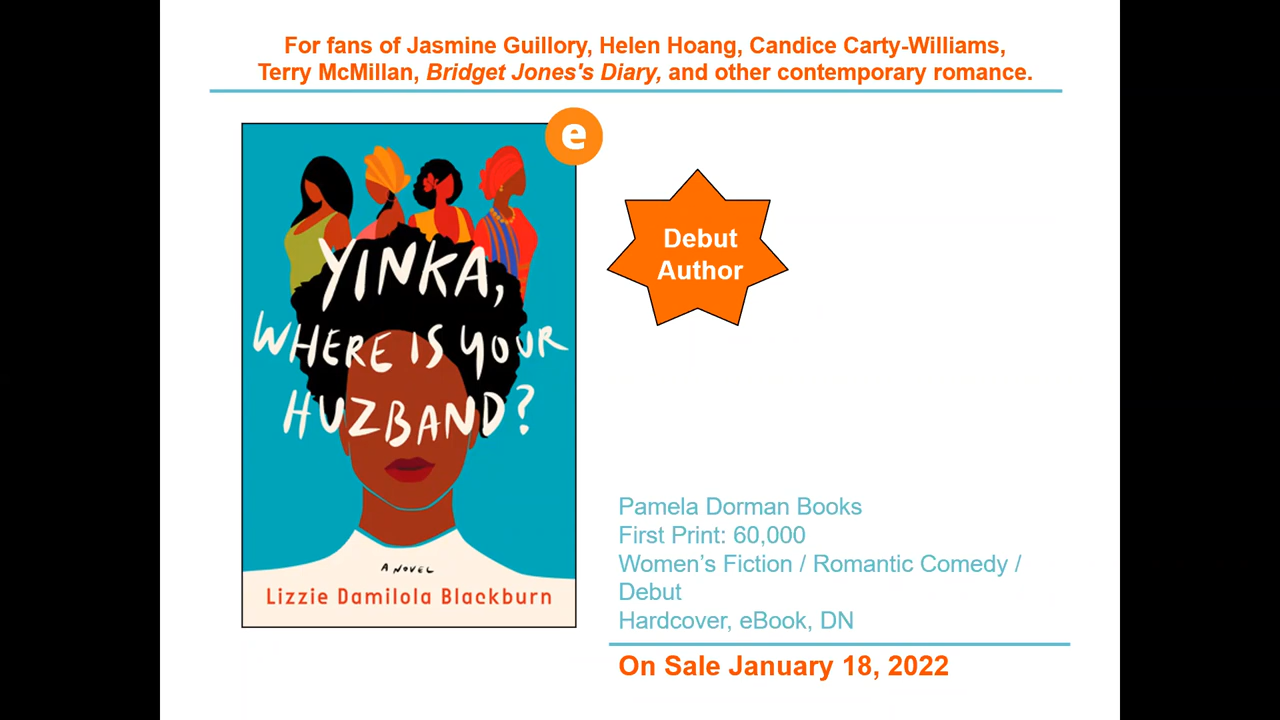 For fans of Jasmine Guillory, Helen Hoang, Candice Carty-Williams,
Terry McMillan, Bridget Jones's Diary, and other contemporary romance.
e
YINKA,
WHERE IS YOUR
HUZBAND?
A NOVEL
Lizzie Damilola Blackburn
Debut
Author
Pamela Dorman Books
First Print: 60,000
Women’s Fiction / Romantic Comedy /
Debut
Hardcover, eBook, DN
On Sale January 18, 2022